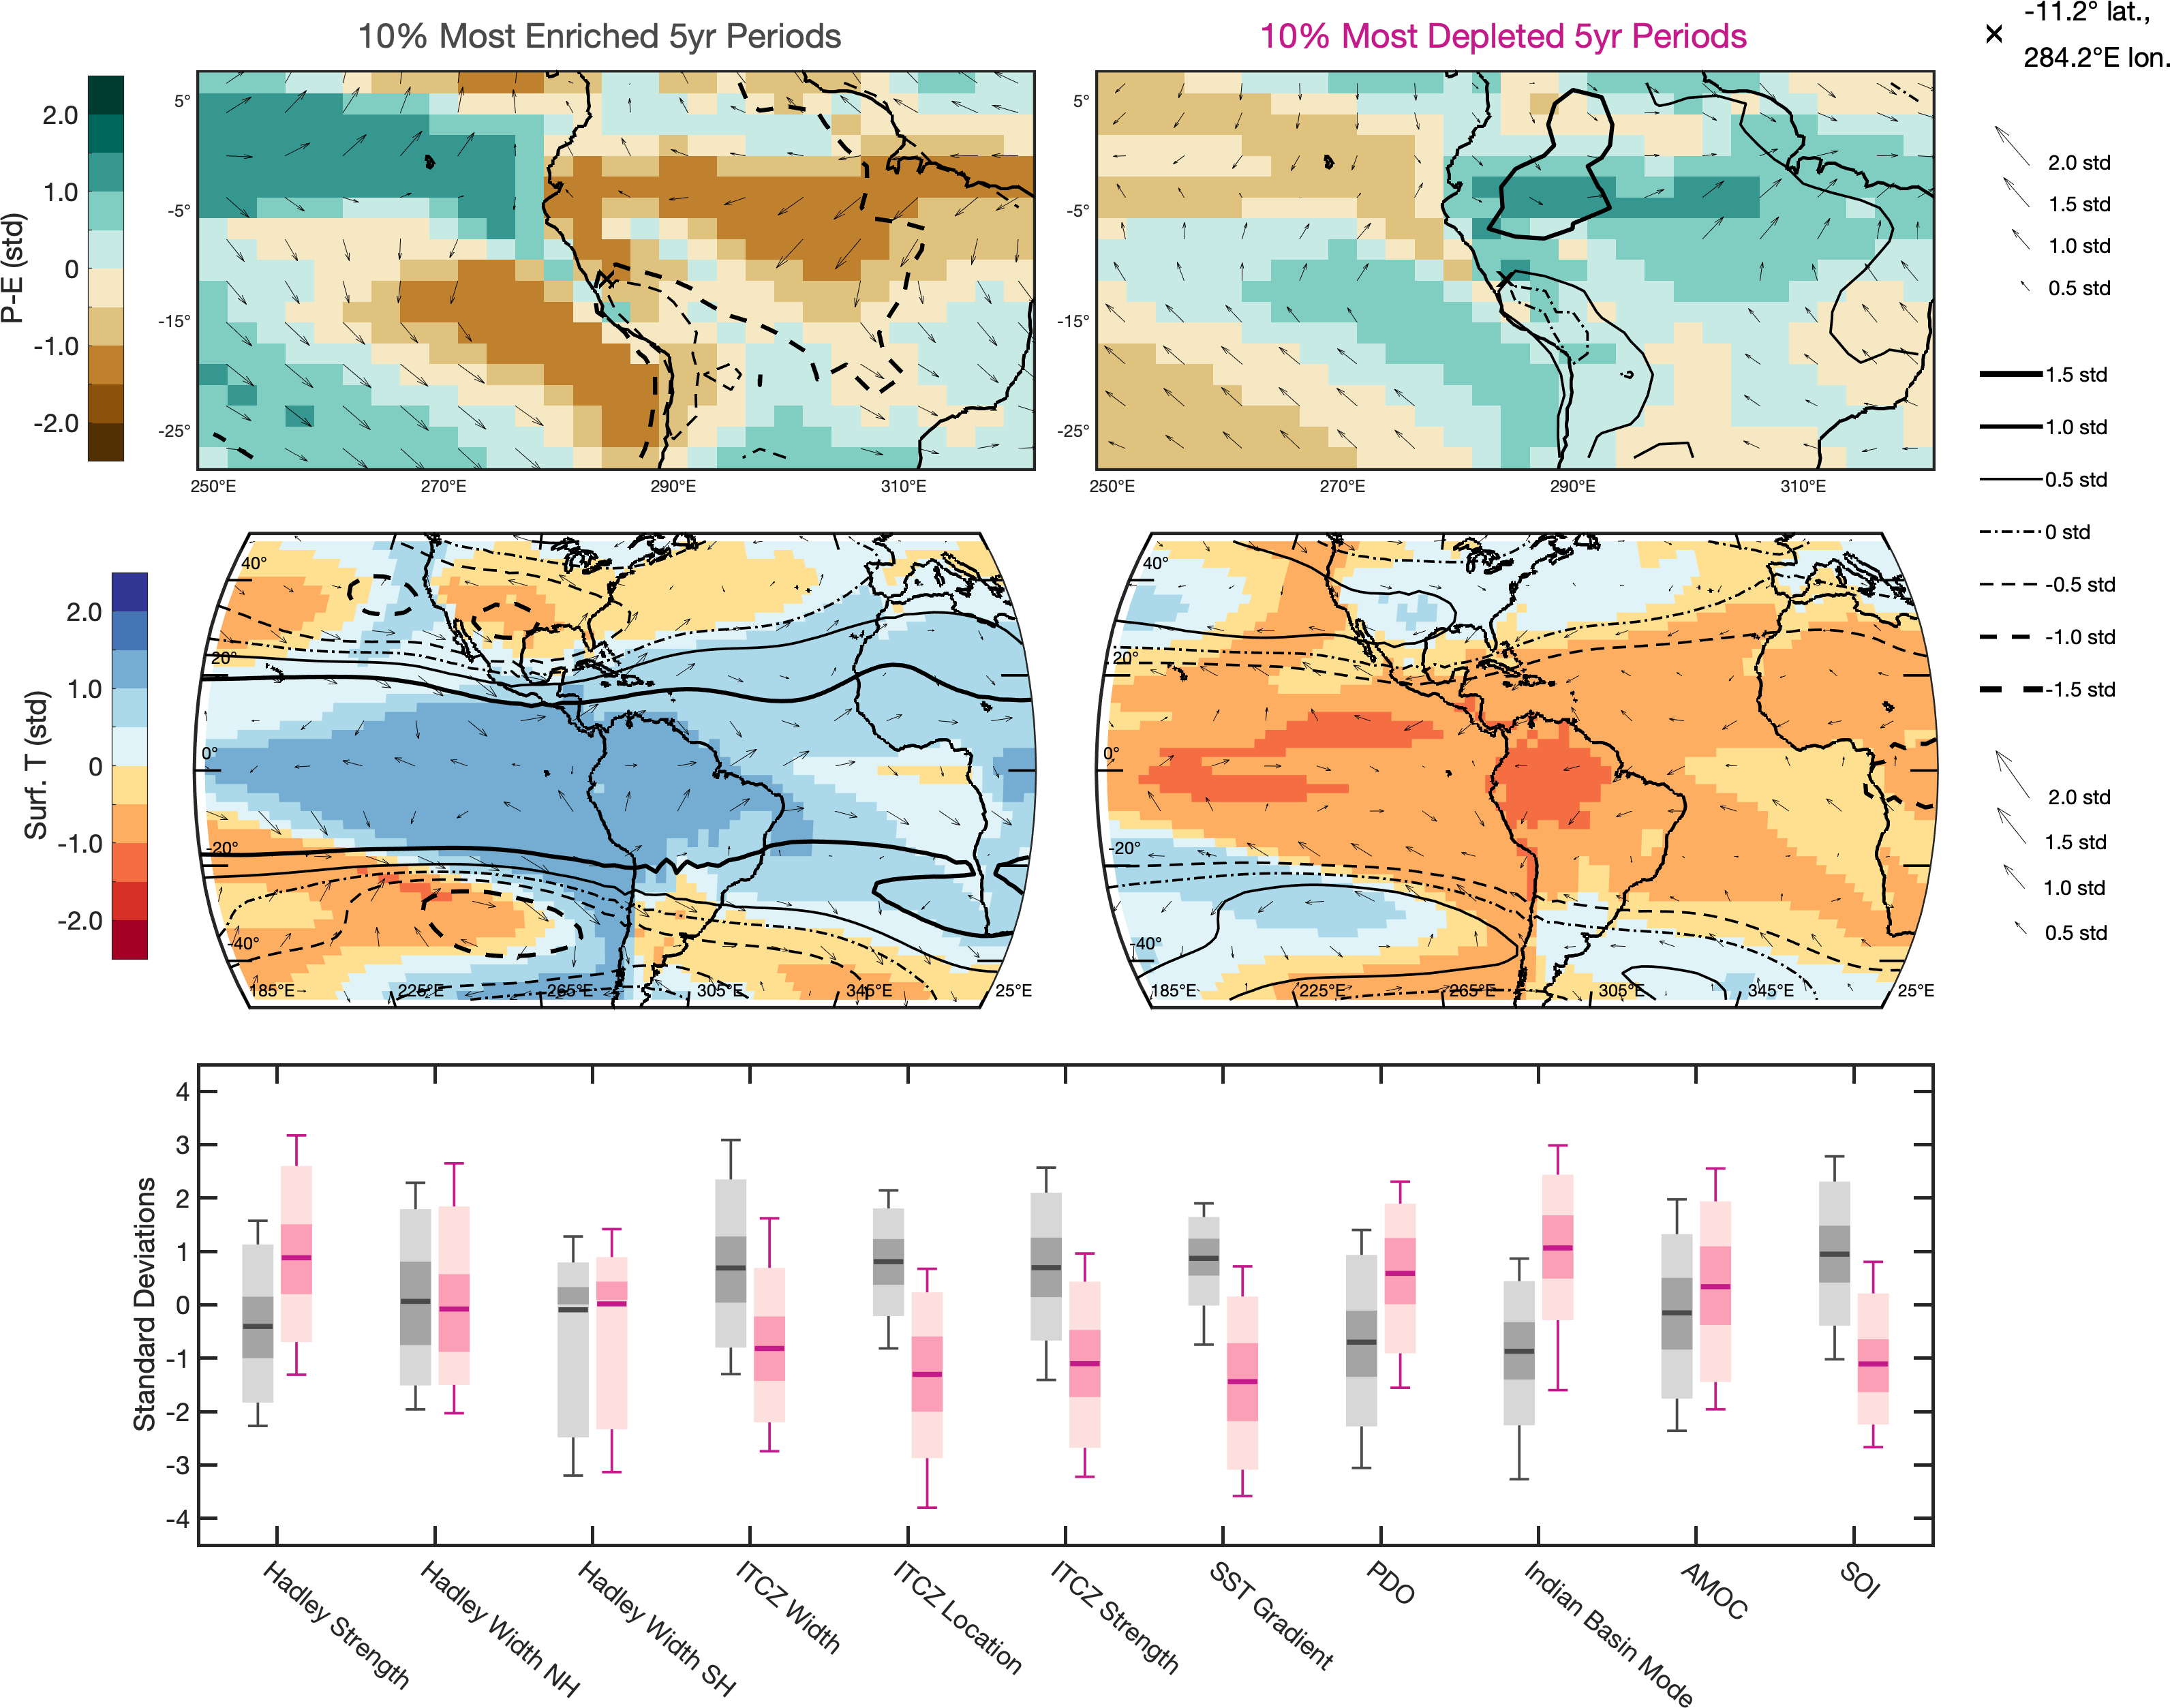 10% Most Enriched 5yr Periods
10% Most Depleted 5yr Periods
-11.2° lat.,
284.2°E lon.
P-E (std)
2.0
1.0
0
-1.0
-2.0
5°
-5°
-15°
-25°
250°E 270°E 290°E 310°E
5°
-5°
-15°
-25°
250°E 270°E 290°E 310°E
2.0 std
1.5 std
1.0 std
0.5 std
1.5 std
1.0 std
0.5 std
0 std
-0.5 std
-1.0 std
-1.5 std
Surf. T (std)
2.0
1.0
0
-1.0
-2.0
40°
20°
0°
-20°
-40°
185°E 225°E 265°E 305°E 345°E 25°E
40°
20°
0°
-20°
-40°
185°E 225°E 265°E 305°E 345°E 25°E
2.0 std
1.5 std
1.0 std
0.5 std
Standard Deviations
4
3
2
1
0
-1
-2
-3
-4
Hadley Strength
Hadley Width NH
Hadley Width SH
ITCZ Width
ITCZ Location
ITCZ Strength
SST Gradient
PDO
Indian Basin Mode
AMOC
SOI